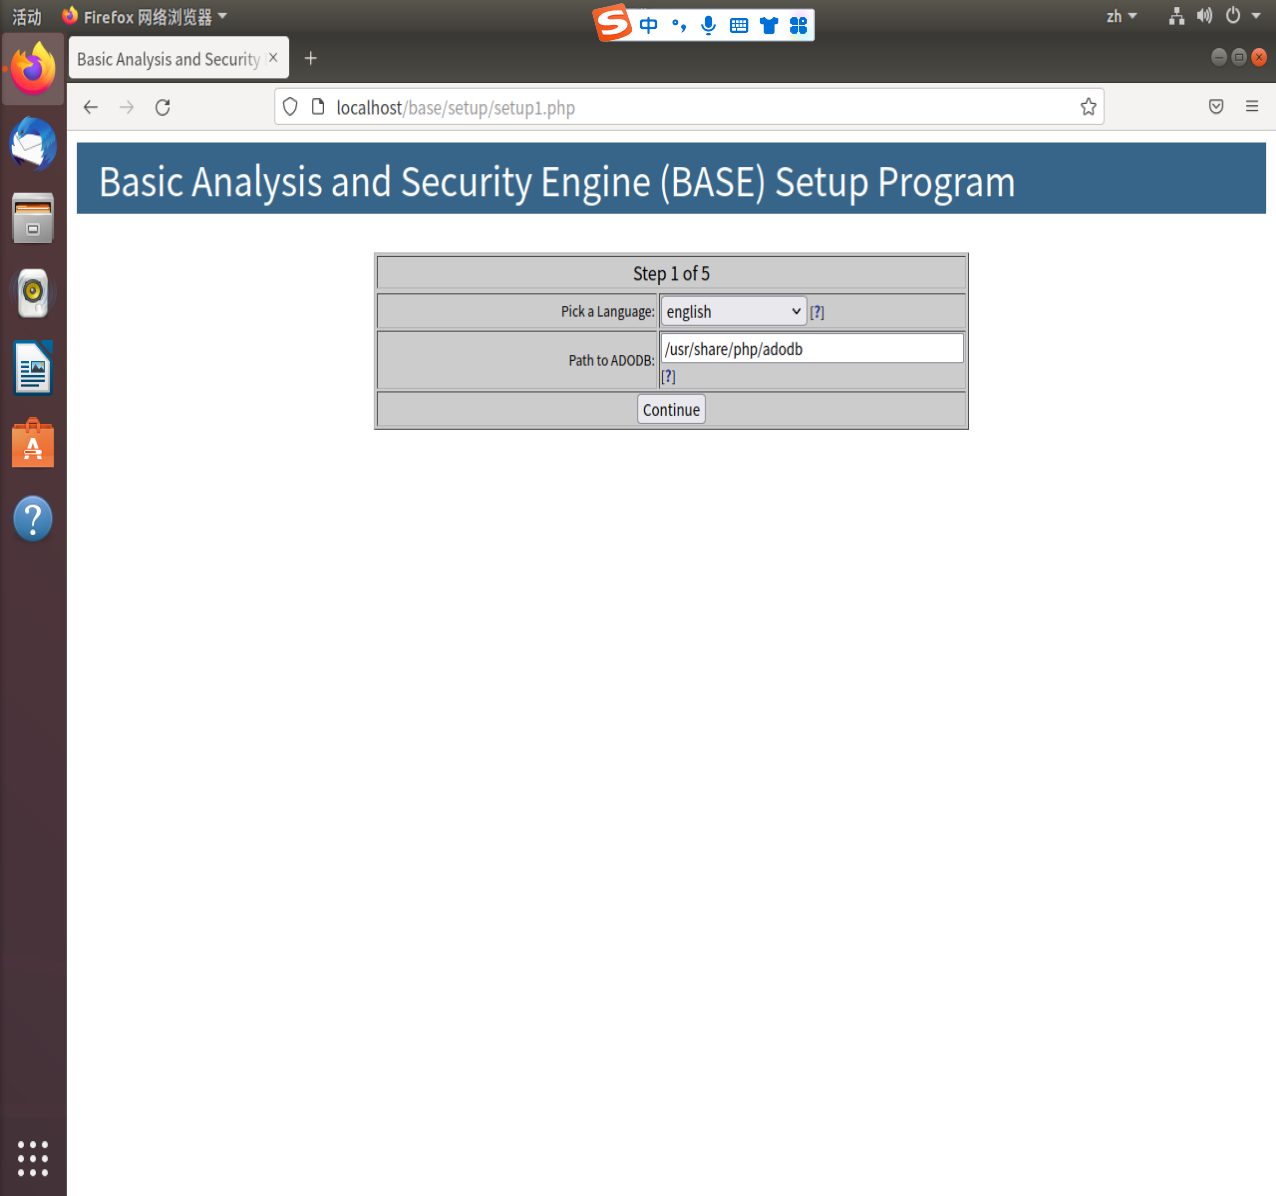 活动 Firefox 网络浏览器 中 zh
Basic Analysis and Security
localhost/base/setup/setup1.php
Basic Analysis and Security Engine (BASE) Setup Program
Step 1 of 5
Pick a Language: english [?]
Path to ADODB: /usr/share/php/adodb
[?]
Continue